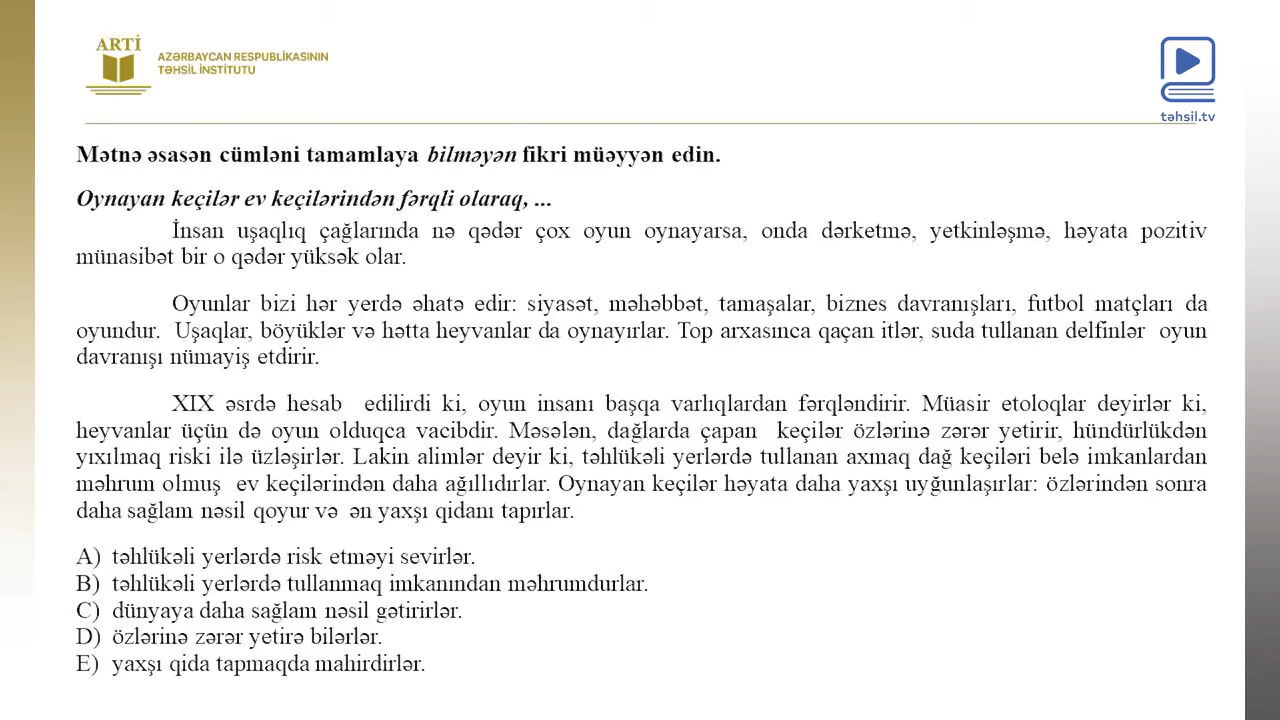 ARTİ
AZƏRBAYCAN RESPUBLİKASININ
TƏHSİL İNSTİTUTU
təhsil.tv
Mətnə əsasən cümləni tamamlaya bilməyən fikri müəyyən edin.
Oynayan keçilər ev keçilərindən fərqli olaraq, ...
İnsan uşaqlıq çağlarında nə qədər çox oyun oynayarsa, onda dərketmə, yetkinləşmə, həyata pozitiv
münasibət bir o qədər yüksək olar.
Oyunlar bizi hər yerdə əhatə edir: siyasət, məhəbbət, tamaşalar, biznes davranışları, futbol matçları da
oyundur. Uşaqlar, böyüklər və hətta heyvanlar da oynayırlar. Top arxasınca qaçan itlər, suda tullanan delfinlər oyun
davranışı nümayiş etdirir.
XIX əsrdə hesab edilirdi ki, oyun insanı başqa varlıqlardan fərqləndirir. Müasir etoloqlar deyirlər ki,
heyvanlar üçün də oyun olduqca vacibdir. Məsələn, dağlarda çapan keçilər özlərinə zərər yetirir, hündürlükdən
yıxılmaq riski ilə üzləşirlər. Lakin alimlər deyir ki, təhlükəli yerlərdə tullanan axmaq dağ keçiləri belə imkanlardan
məhrum olmuş ev keçilərindən daha ağıllıdırlar. Oynayan keçilər həyata daha yaxşı uyğunlaşırlar: özlərindən sonra
daha sağlam nəsil qoyur və ən yaxşı qidanı tapırlar.
A) təhlükəli yerlərdə risk etməyi sevirlər.
B) təhlükəli yerlərdə tullanmaq imkanından məhrumdurlar.
C) dünyaya daha sağlam nəsil gətirirlər.
D) özlərinə zərər yetirə bilərlər.
E) yaxşı qida tapmaqda mahirdirlər.